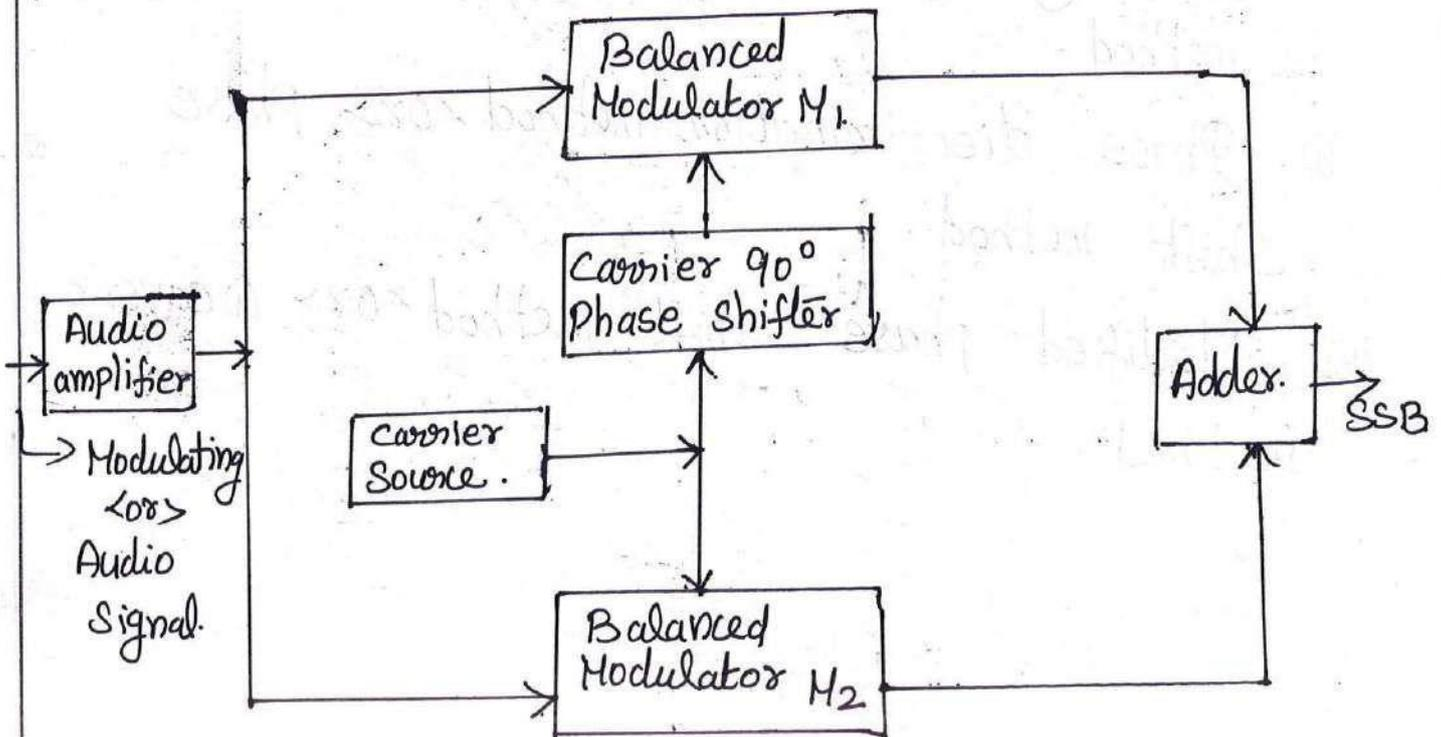 Balanced
Modulator M1.
Carrier 90°
Phase Shifter
Audio
amplifier
Adder.
SSB
Carrier
Source.
Modulating
<or>
Audio
Signal.
Balanced
Modulator M2